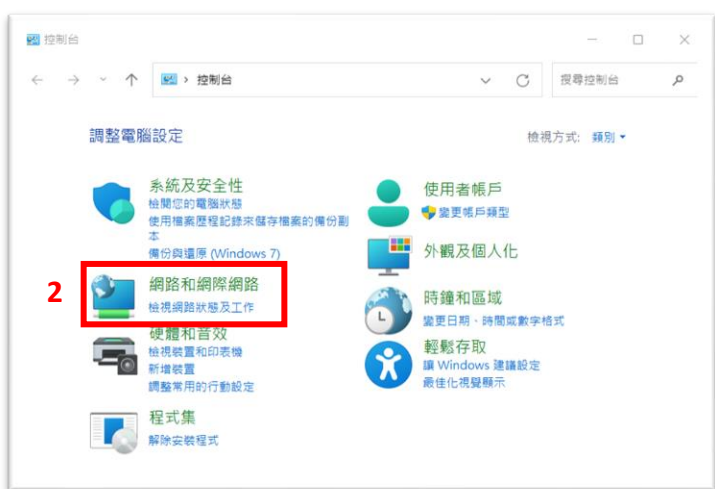 控制台
控制台
搜尋控制台
調整電腦設定
檢視方式: 類別
系統及安全性
檢閱您的電腦狀態
使用檔案歷程記錄來儲存檔案的備份副
本
備份與還原 (Windows 7)
2
網路和網際網路
檢視網路狀態及工作
硬體和音效
檢視裝置和印表機
新增裝置
調整常用的行動設定
程式集
解除安裝程式
使用者帳戶
變更帳戶類型
外觀及個人化
時鐘和區域
變更日期、時間或數字格式
輕鬆存取
讓 Windows 建議設定
最佳化視覺顯示